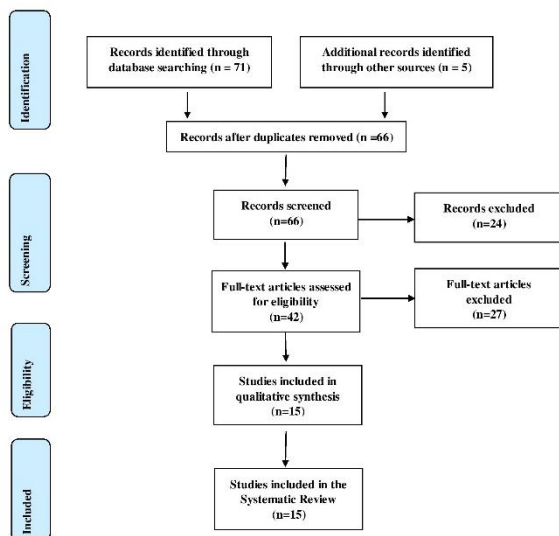 Identification
Records identified through
database searching (n = 71)
Additional records identified
through other sources (n = 5)
Records after duplicates removed (n =66)
Screening
Records screened
(n=66)
Records excluded
(n=24)
Full-text articles assessed
for eligibility
(n=42)
Full-text articles
excluded
(n=27)
Eligibility
Studies included in
qualitative synthesis
(n=15)
Included
Studies included in the
Systematic Review
(n=15)